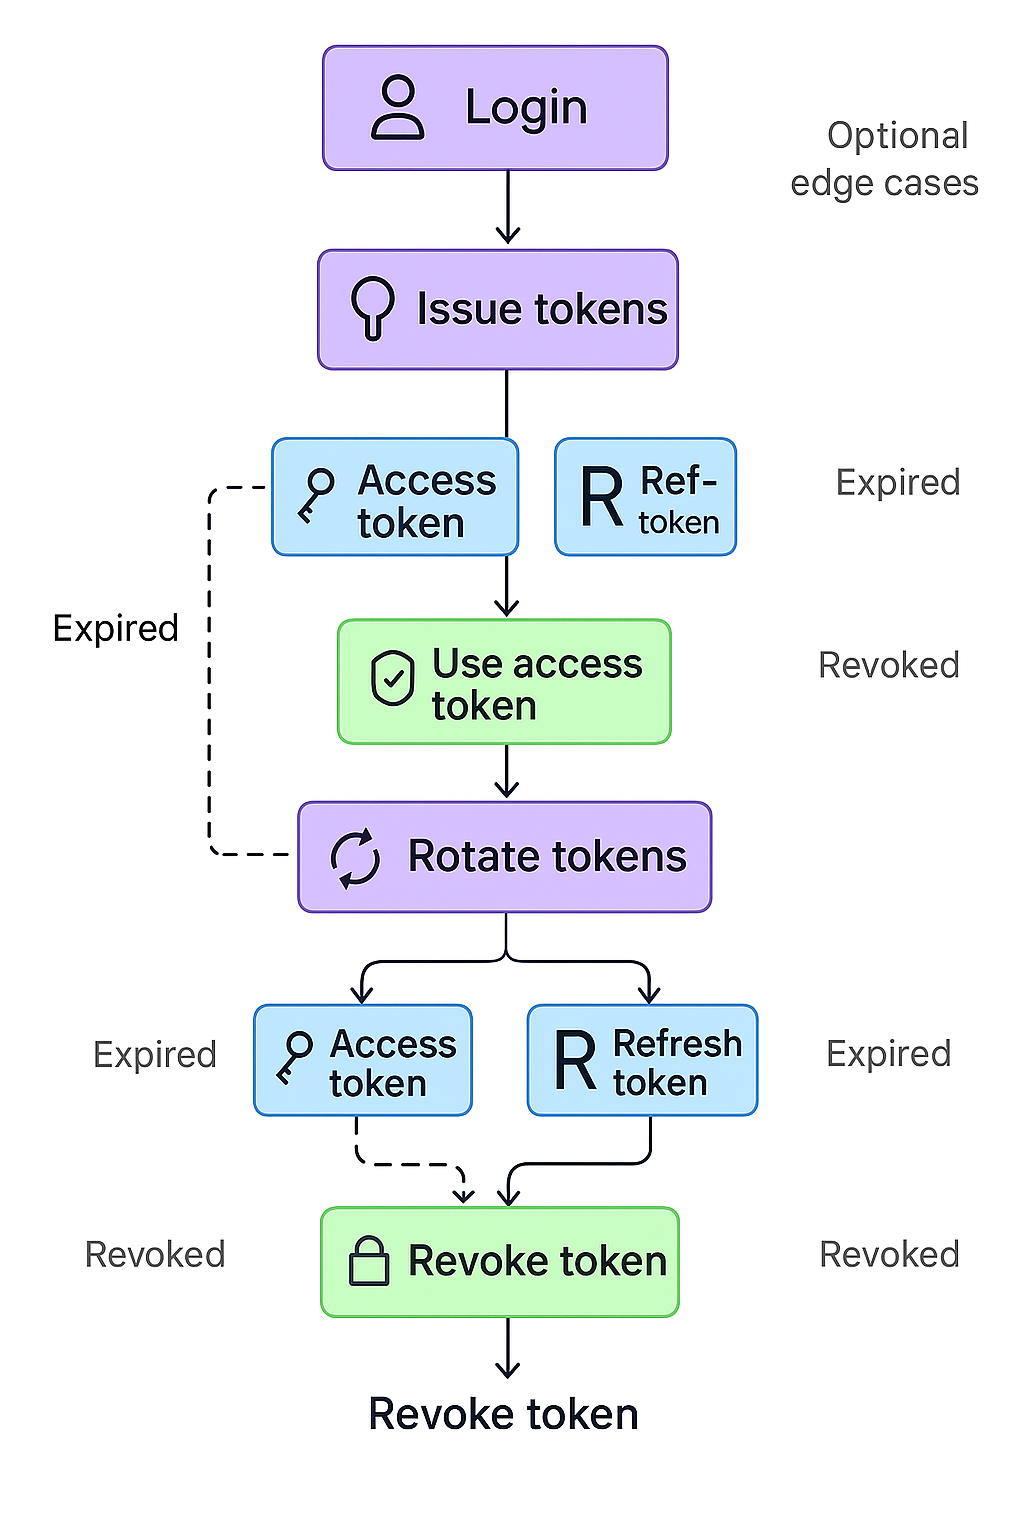 Login
Optional
edge cases
Issue tokens
Access
token
R
Ref-
token
Expired
Expired
Use access
token
Revoked
Rotate tokens
Expired
Access
token
R
Refresh
token
Expired
Revoked
Revoke token
Revoked
Revoke token